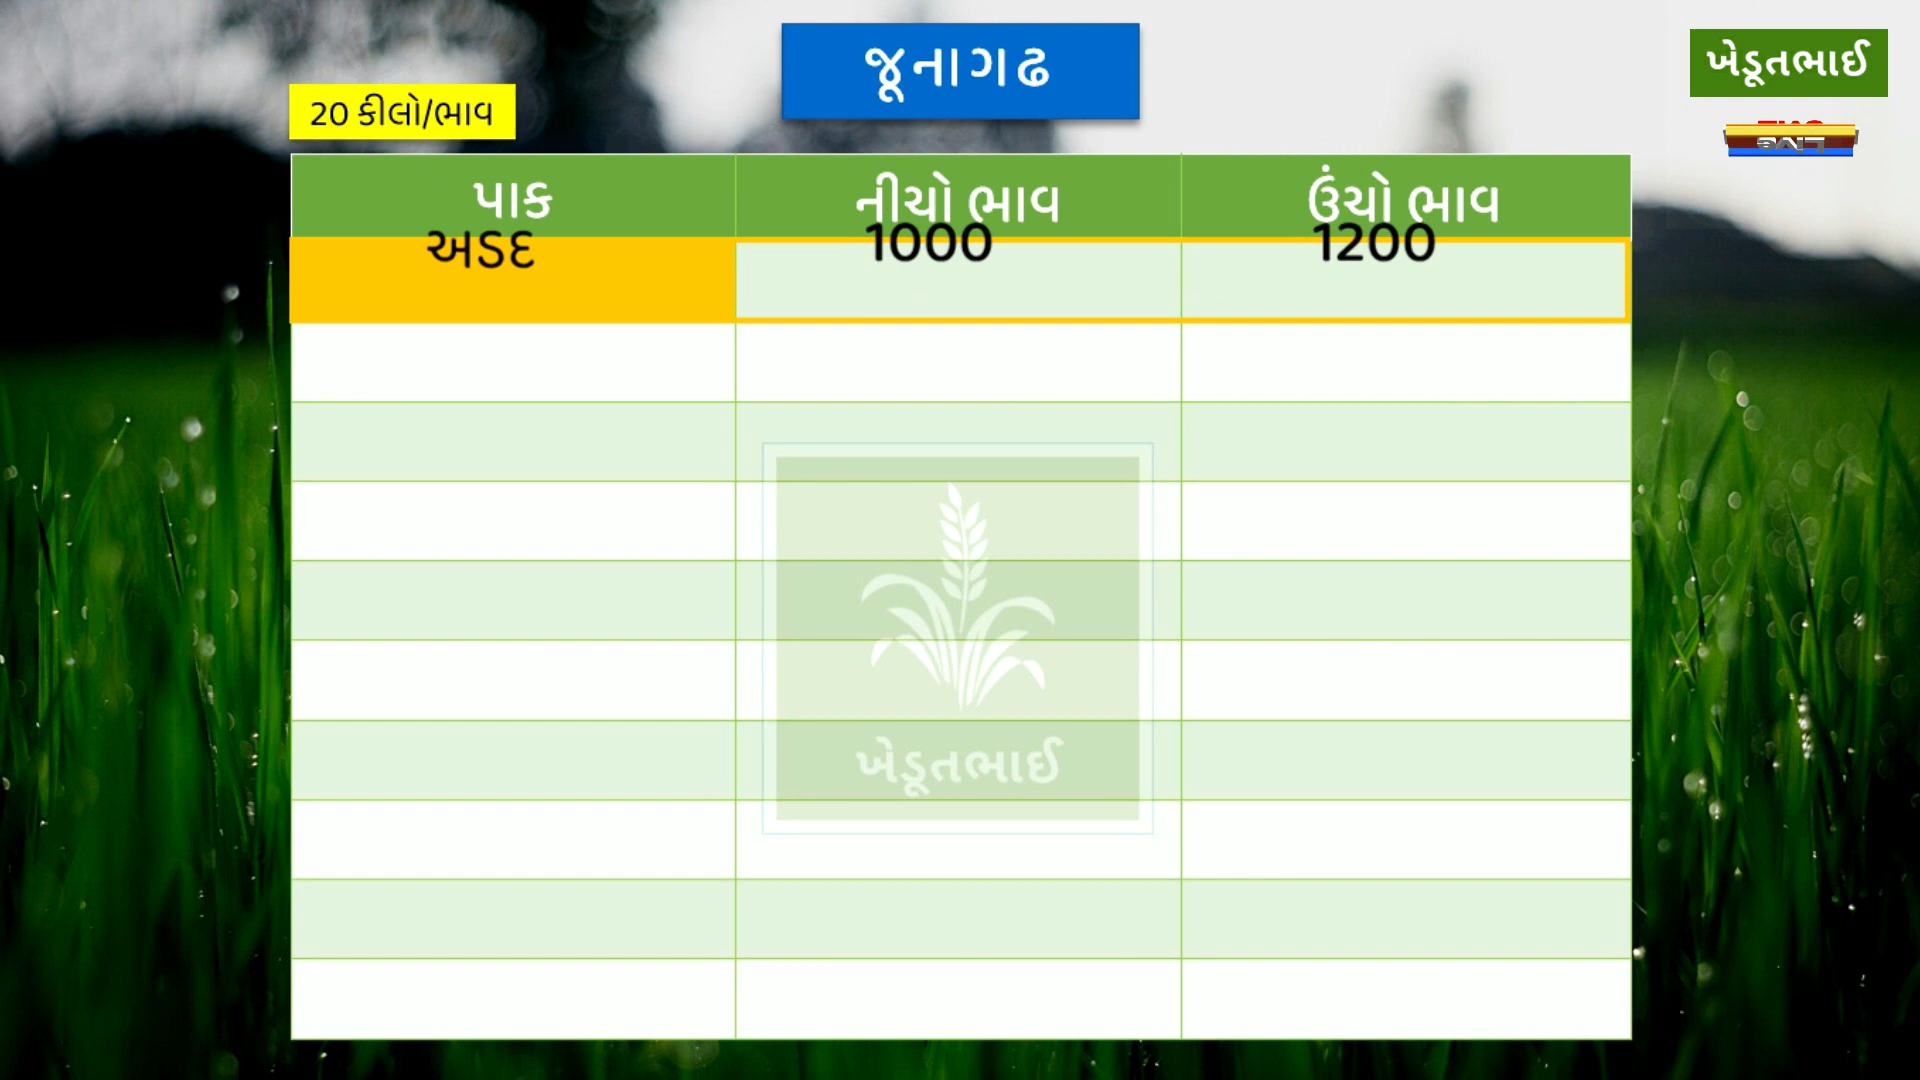 જૂનાગઢ
ખેડૂતભાઈ
20 કીલો/ભાવ
પાક નીચો ભાવ ઉંચો ભાવ
અડદ 1000 1200
ખેડૂતભાઈ